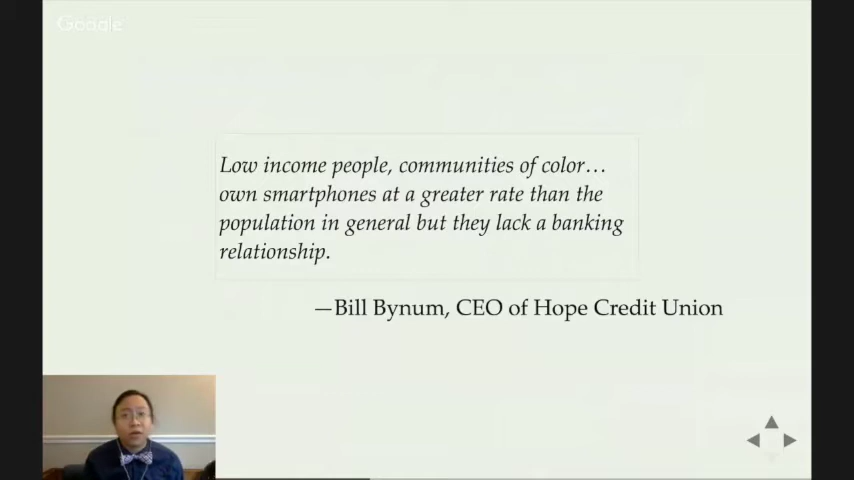 Google
Low income people, communities of color…
own smartphones at a greater rate than the
population in general but they lack a banking
relationship.
—Bill Bynum, CEO of Hope Credit Union